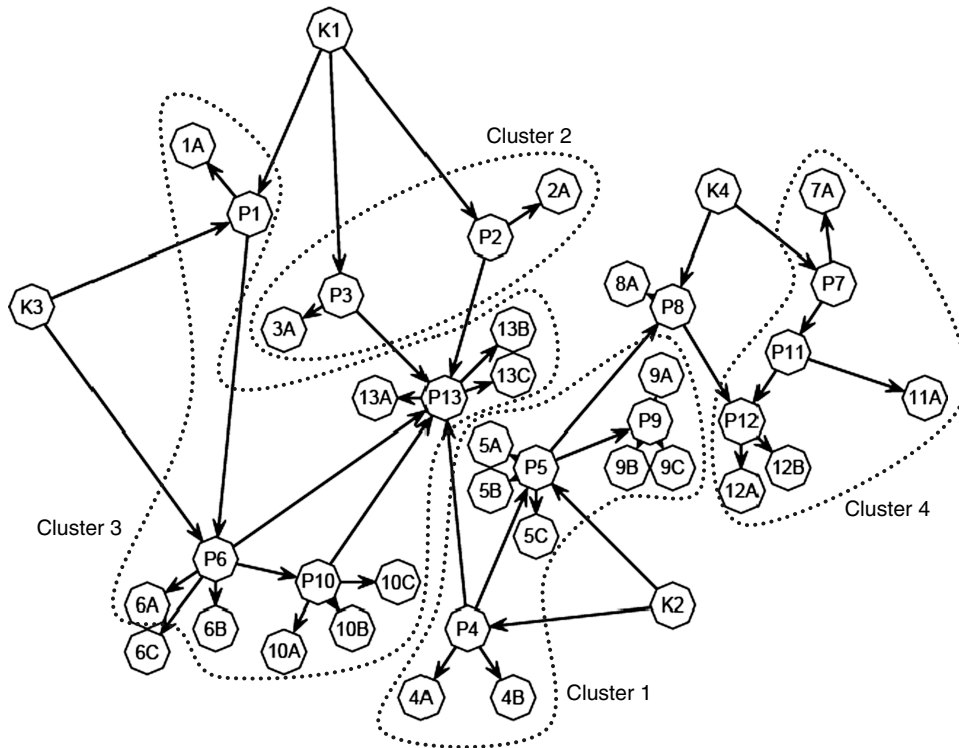 K1
Cluster 2
1A
2A
K4
7A
P1
P2
8A
P7
K3
P3
P8
3A
13B
P11
13C
9A
13A
P13
11A
P9
P12
5A
P5
9B
9C
12B
5B
12A
Cluster 3
5C
Cluster 4
P6
P10
10C
6A
K2
6B
10B
P4
6C
10A
4A
4B
Cluster 1